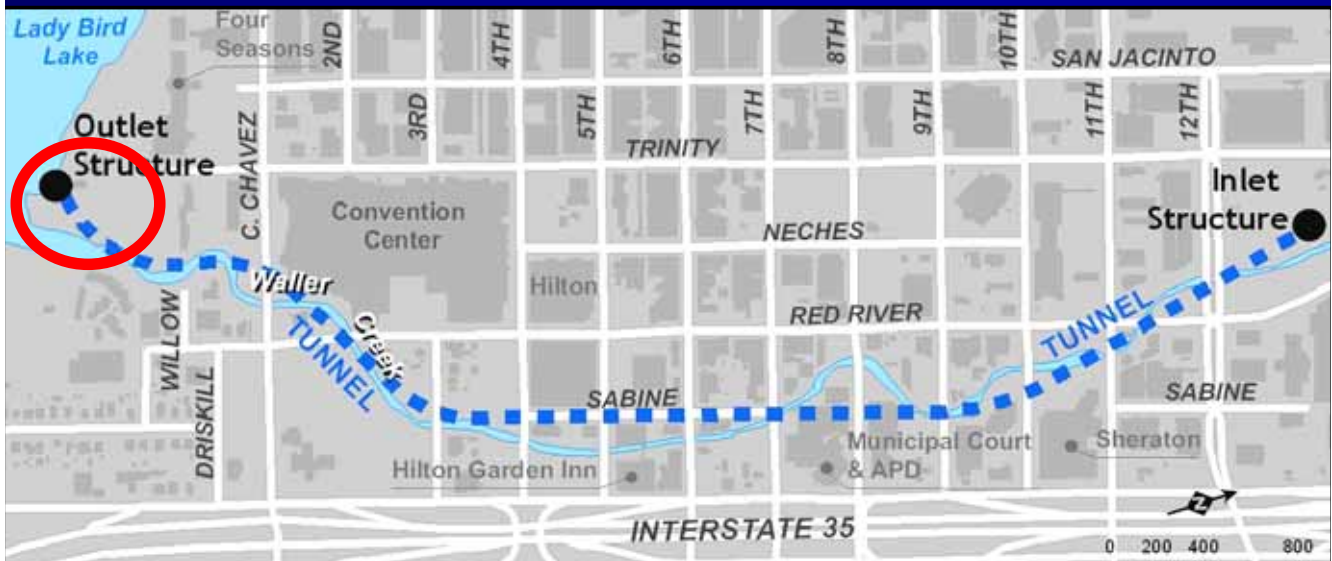 Lady Bird
Lake
Four
Seasons
2ND
4TH
6TH
8TH
10TH
SAN JACINTO
Outlet
Structure
C. CHAVEZ
3RD
5TH
7TH
9TH
11TH
12TH
TRINITY
Inlet
Structure
Convention
Center
NECHES
Waller
Creek
Hilton
RED RIVER
TUNNEL
TUNNEL
WILLOW
DRISKILL
SABINE
SABINE
Hilton Garden Inn
Municipal Court
& APD
Sheraton
INTERSTATE 35
N
0 200 400 800